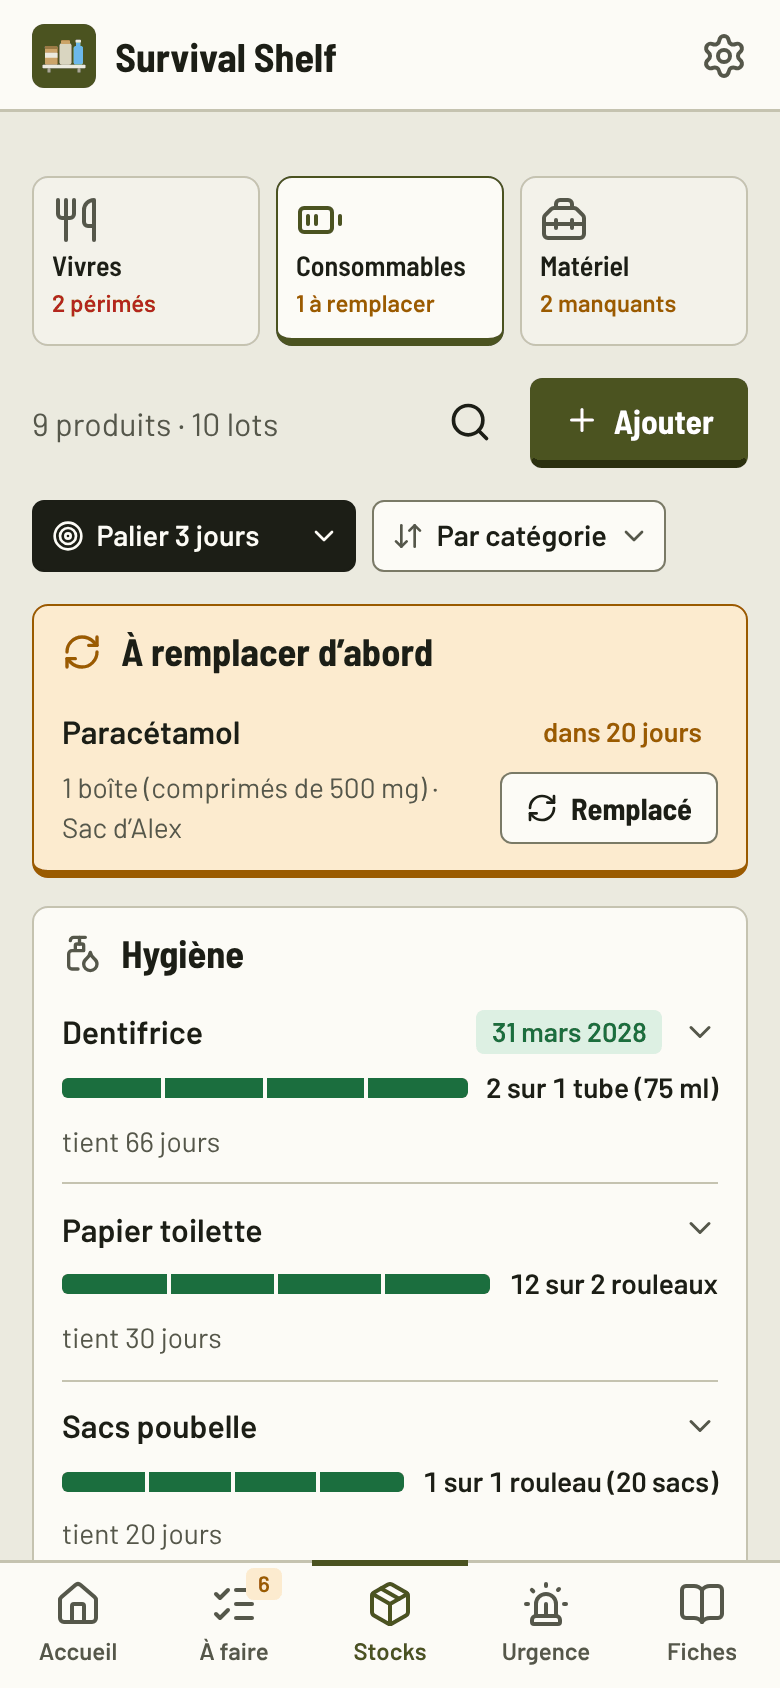 Survival Shelf
Vivres
2 périmés
Consommables
1 à remplacer
Matériel
2 manquants
9 produits · 10 lots
Ajouter
Palier 3 jours
Par catégorie
À remplacer d’abord
Paracétamol
dans 20 jours
1 boîte (comprimés de 500 mg) ·
Sac d’Alex
Remplacé
Hygiène
Dentifrice
31 mars 2028
2 sur 1 tube (75 ml)
tient 66 jours
Papier toilette
12 sur 2 rouleaux
tient 30 jours
Sacs poubelle
1 sur 1 rouleau (20 sacs)
tient 20 jours
Accueil
6
À faire
Stocks
Urgence
Fiches